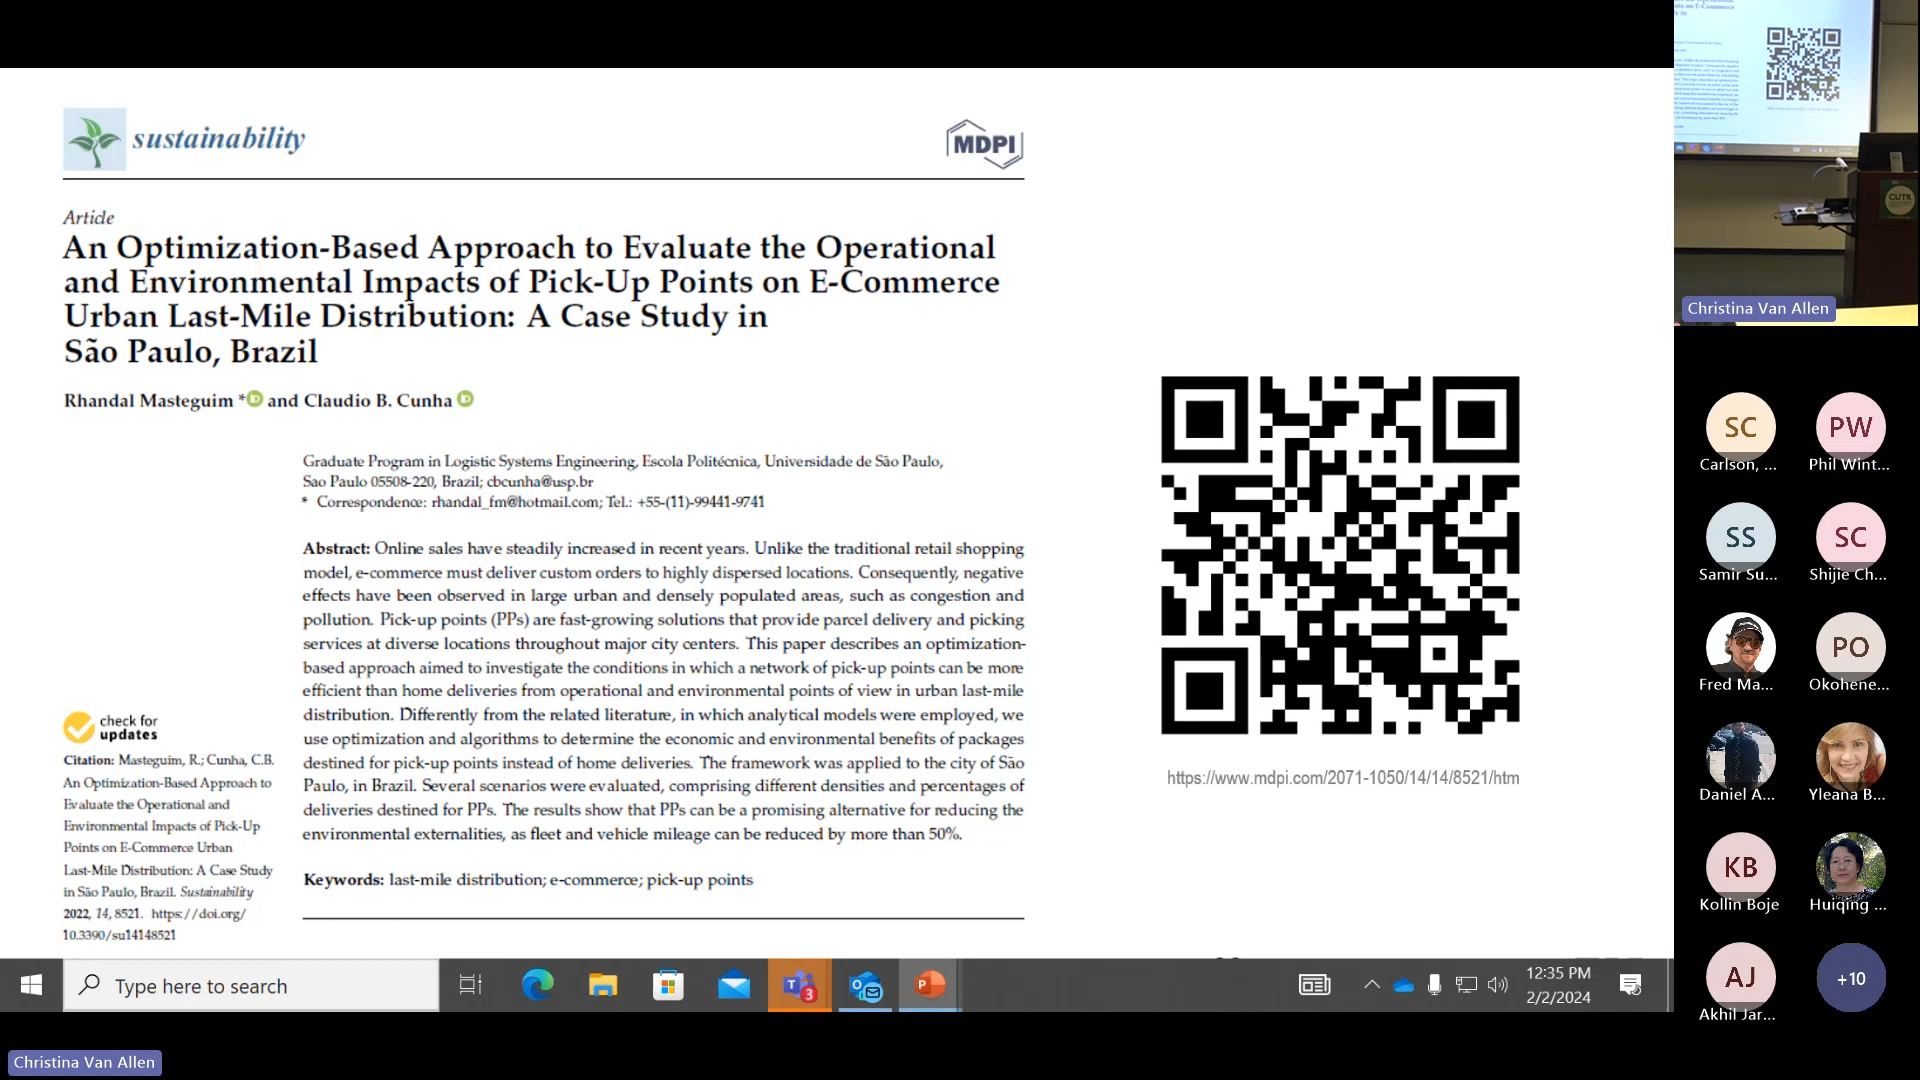 sustainability
MDPI
Article
An Optimization-Based Approach to Evaluate the Operational
and Environmental Impacts of Pick-Up Points on E-Commerce
Urban Last-Mile Distribution: A Case Study in
São Paulo, Brazil
Rhandal Masteguim * and Claudio B. Cunha
Graduate Program in Logistic Systems Engineering, Escola Politécnica, Universidade de São Paulo,
Sao Paulo 05508-220, Brazil; cbcunha@usp.br
* Correspondence: rhandal_fm@hotmail.com; Tel.: +55-(11)-99441-9741
Abstract: Online sales have steadily increased in recent years. Unlike the traditional retail shopping
model, e-commerce must deliver custom orders to highly dispersed locations. Consequently, negative
effects have been observed in large urban and densely populated areas, such as congestion and
pollution. Pick-up points (PPs) are fast-growing solutions that provide parcel delivery and picking
services at diverse locations throughout major city centers. This paper describes an optimization-
based approach aimed to investigate the conditions in which a network of pick-up points can be more
efficient than home deliveries from operational and environmental points of view in urban last-mile
distribution. Differently from the related literature, in which analytical models were employed, we
use optimization and algorithms to determine the economic and environmental benefits of packages
destined for pick-up points instead of home deliveries. The framework was applied to the city of São
Paulo, in Brazil. Several scenarios were evaluated, comprising different densities and percentages of
deliveries destined for PPs. The results show that PPs can be a promising alternative for reducing the
environmental externalities, as fleet and vehicle mileage can be reduced by more than 50%.
Keywords: last-mile distribution; e-commerce; pick-up points
check for
updates
Citation: Masteguim, R.; Cunha, C.B.
An Optimization-Based Approach to
Evaluate the Operational and
Environmental Impacts of Pick-Up
Points on E-Commerce Urban
Last-Mile Distribution: A Case Study
in São Paulo, Brazil. Sustainability
2022, 14, 8521. https://doi.org/
10.3390/su14148521
https://www.mdpi.com/2071-1050/14/14/8521/htm
Type here to search
T 3
P
12:35 PM
2/2/2024
Christina Van Allen
CUTR
Christina Van Allen
SC
Carlson, ...
PW
Phil Wint...
SS
Samir Su...
SC
Shijie Ch...
Fred Ma...
PO
Okohene...
Daniel A...
Yleana B...
KB
Kollin Boje
Huiqing ...
AJ
Akhil Jar...
+10